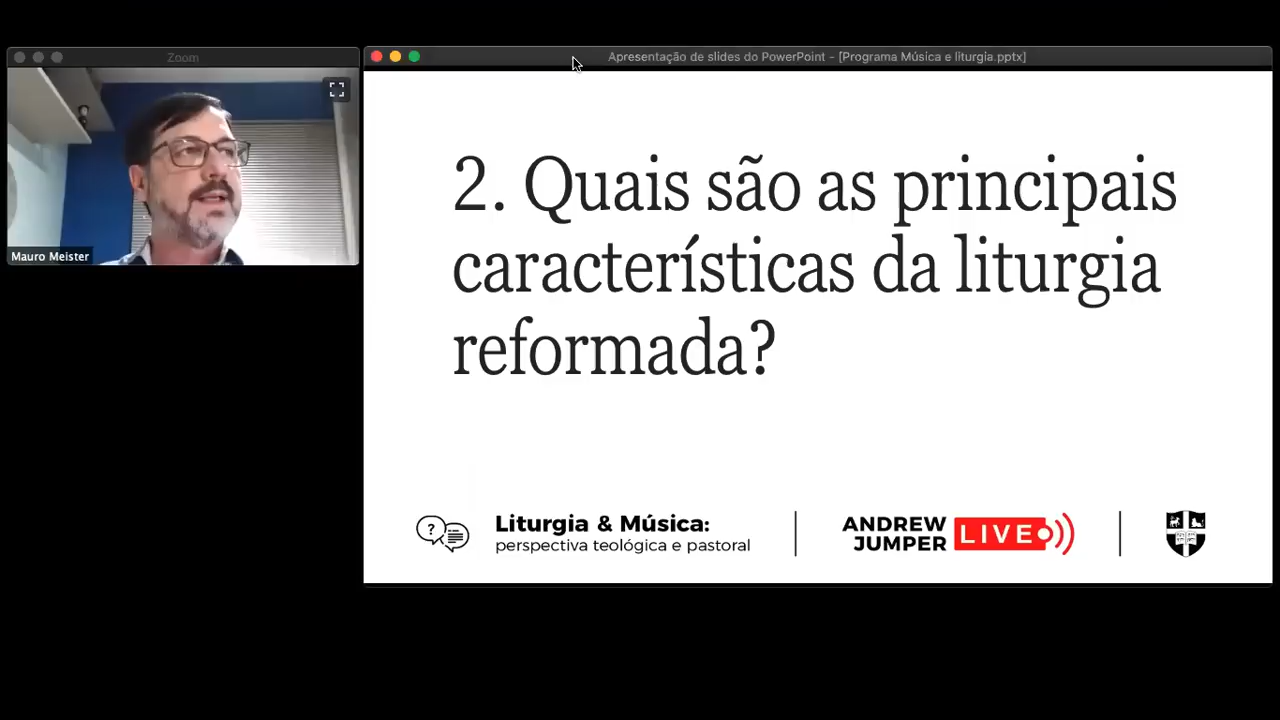 Zoom
Apresentação de slides do PowerPoint - [Programa Música e liturgia.pptx]
Mauro Meister
2. Quais são as principais
características da liturgia
reformada?
?
Liturgia & Música:
perspectiva teológica e pastoral
ANDREW
JUMPER
LIVE